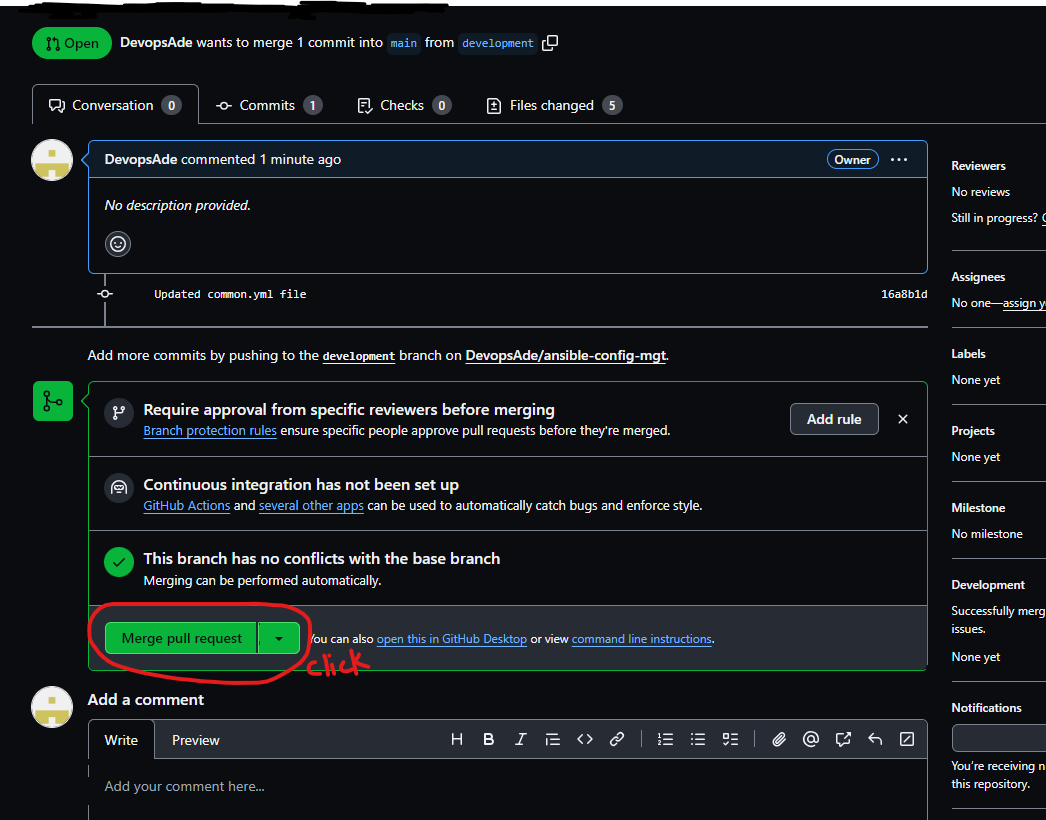 Open
DevopsAde wants to merge 1 commit into main from development
Conversation 0
Commits 1
Checks 0
Files changed 5
DevopsAde commented 1 minute ago
Owner
No description provided.
Updated common.yml file
16a8b1d
Add more commits by pushing to the development branch on DevopsAde/ansible-config-mgt.
Require approval from specific reviewers before merging
Branch protection rules ensure specific people approve pull requests before they're merged.
Add rule
Continuous integration has not been set up
GitHub Actions and several other apps can be used to automatically catch bugs and enforce style.
This branch has no conflicts with the base branch
Merging can be performed automatically.
Merge pull request
You can also open this in GitHub Desktop or view command line instructions.
click
Add a comment
Write
Preview
Add your comment here...
Reviewers
No reviews
Still in progress?
Assignees
No one—assign
Labels
None yet
Projects
None yet
Milestone
No milestone
Development
Successfully merg
issues.
None yet
Notifications
You're receiving
this repository.